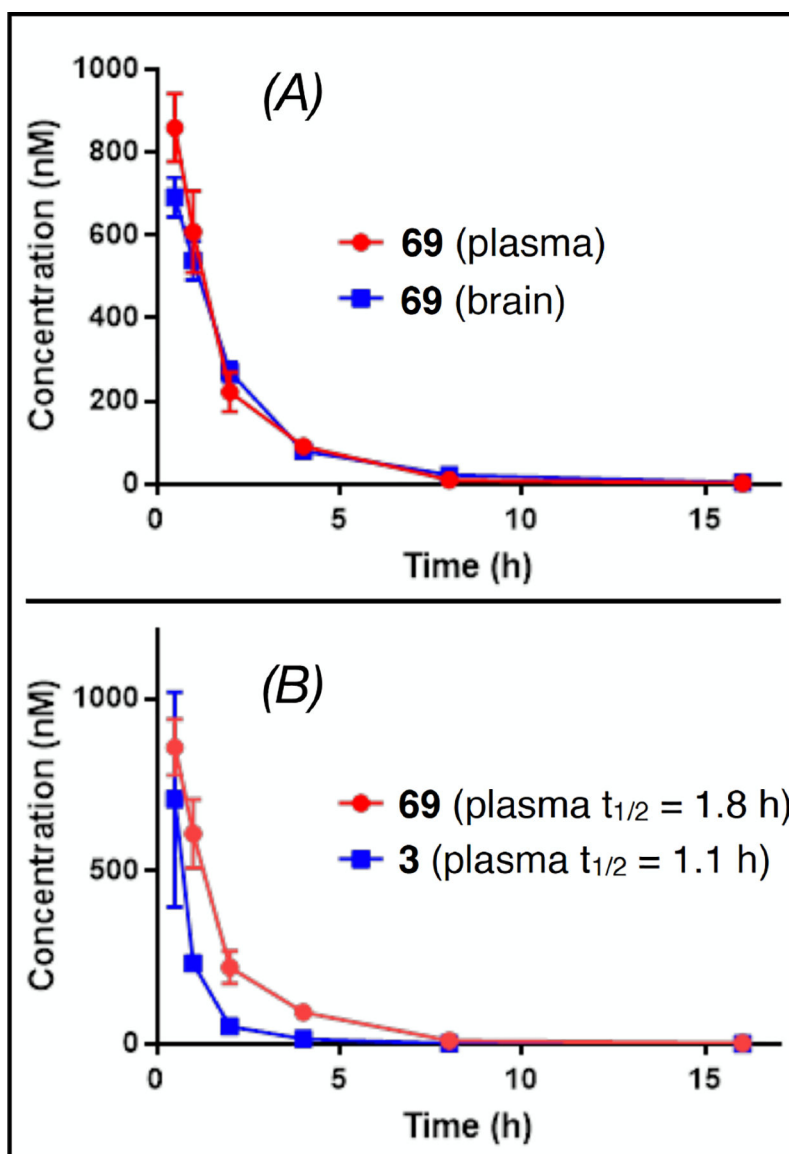 (A)
Concentration (nM)
1000
800
600
400
200
0
69 (plasma)
69 (brain)
0 5 10 15
Time (h)
(B)
Concentration (nM)
1000
500
0
69 (plasma t1/2 = 1.8 h)
3 (plasma t1/2 = 1.1 h)
0 5 10 15
Time (h)